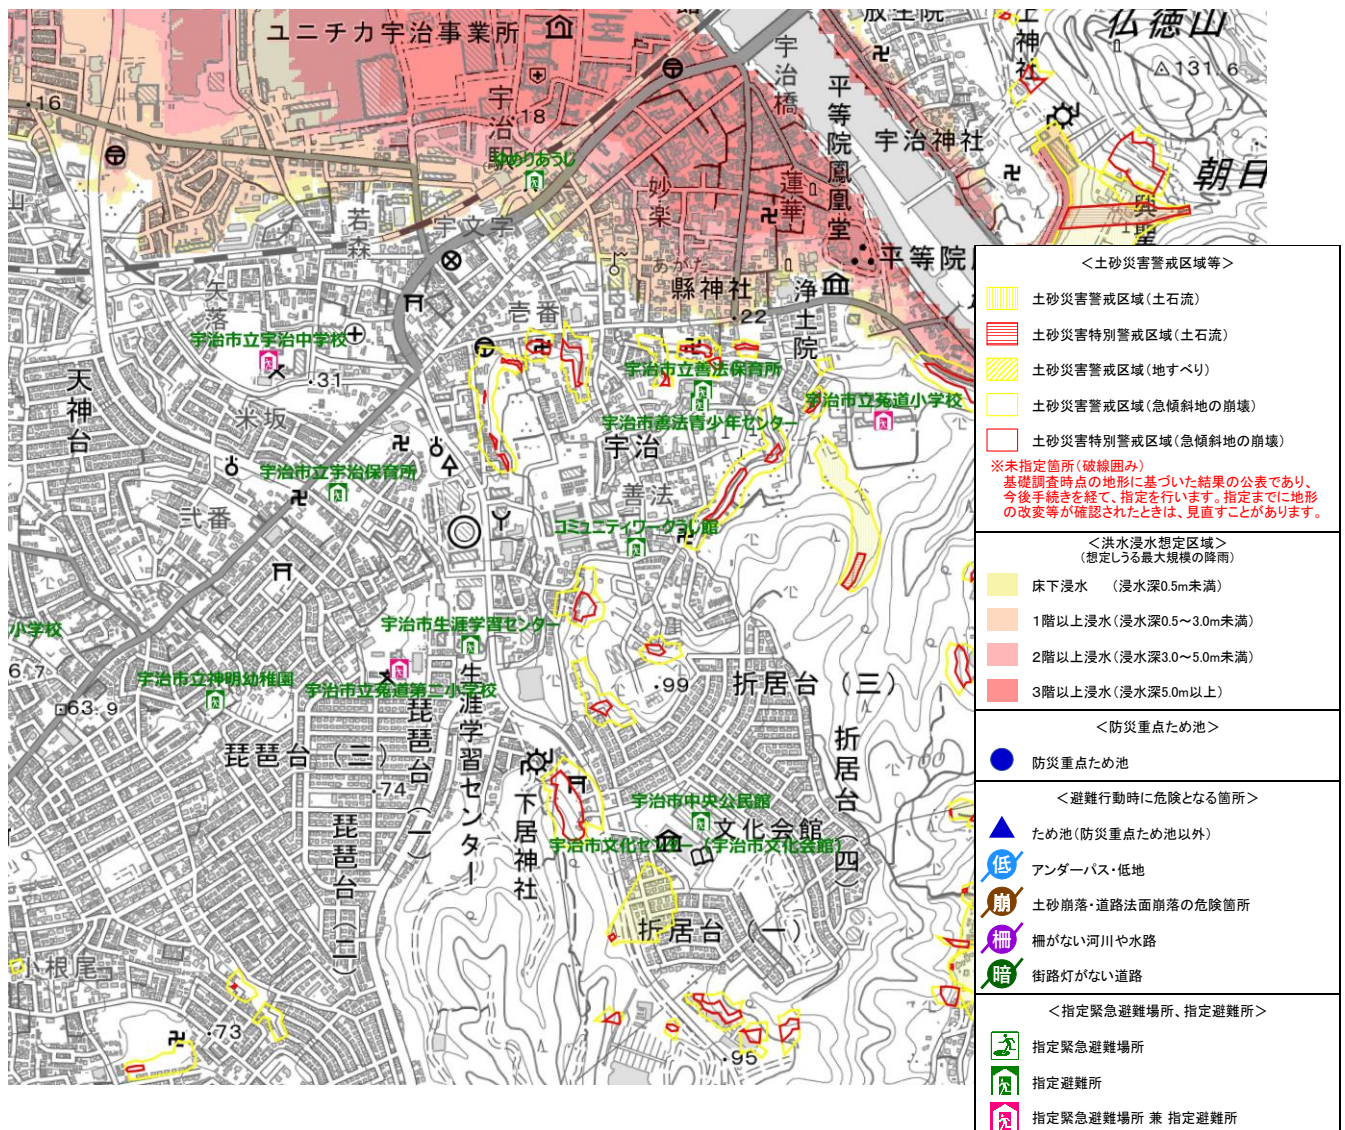 ユニチカ宇治事業所
館
放生院
上神社
仏徳山
131.6
16
宇治駅
18
宇治橋
平等院鳳凰堂
宇治神社
朝日
ゆめりあうじ
妙楽
蓮華
若森
宇文字
興聖
あがた
縣神社
平等院
浄土院
22
矢落
壱番
宇治市立宇治中学校
31
天神台
米坂
宇治市立善法保育所
宇治市善法青少年センター
宇治市立菟道小学校
宇治
善法
宇治市立宇治保育所
弐番
コミュニティワークうじ館
小学校
宇治市生涯学習センター
宇治市立神明幼稚園
宇治市立菟道第二小学校
63.9
99
折居台(三)
琵琶台(三)
琵琶台(一)
生涯学習センター
折居台(四)
100
74
琵琶台(二)
下居神社
宇治市中央公民館
文化会館
宇治市文化センター(宇治市文化会館)
折居台(一)
小根尾
73
95
<土砂災害警戒区域等>
土砂災害警戒区域(土石流)
土砂災害特別警戒区域(土石流)
土砂災害警戒区域(地すべり)
土砂災害警戒区域(急傾斜地の崩壊)
土砂災害特別警戒区域(急傾斜地の崩壊)
※未指定箇所(破線囲み)
基礎調査時点の地形に基づいた結果の公表であり、
今後手続きを経て、指定を行います。指定までに地形
の改変等が確認されたときは、見直すことがあります。
<洪水浸水想定区域>
(想定しうる最大規模の降雨)
床下浸水 (浸水深0.5m未満)
1階以上浸水(浸水深0.5~3.0m未満)
2階以上浸水(浸水深3.0~5.0m未満)
3階以上浸水(浸水深5.0m以上)
<防災重点ため池>
防災重点ため池
<避難行動時に危険となる箇所>
ため池(防災重点ため池以外)
低 アンダーパス・低地
崩 土砂崩落・道路法面崩落の危険箇所
柵 柵がない河川や水路
暗 街路灯がない道路
<指定緊急避難場所、指定避難所>
指定緊急避難場所
指定避難所
指定緊急避難場所 兼 指定避難所